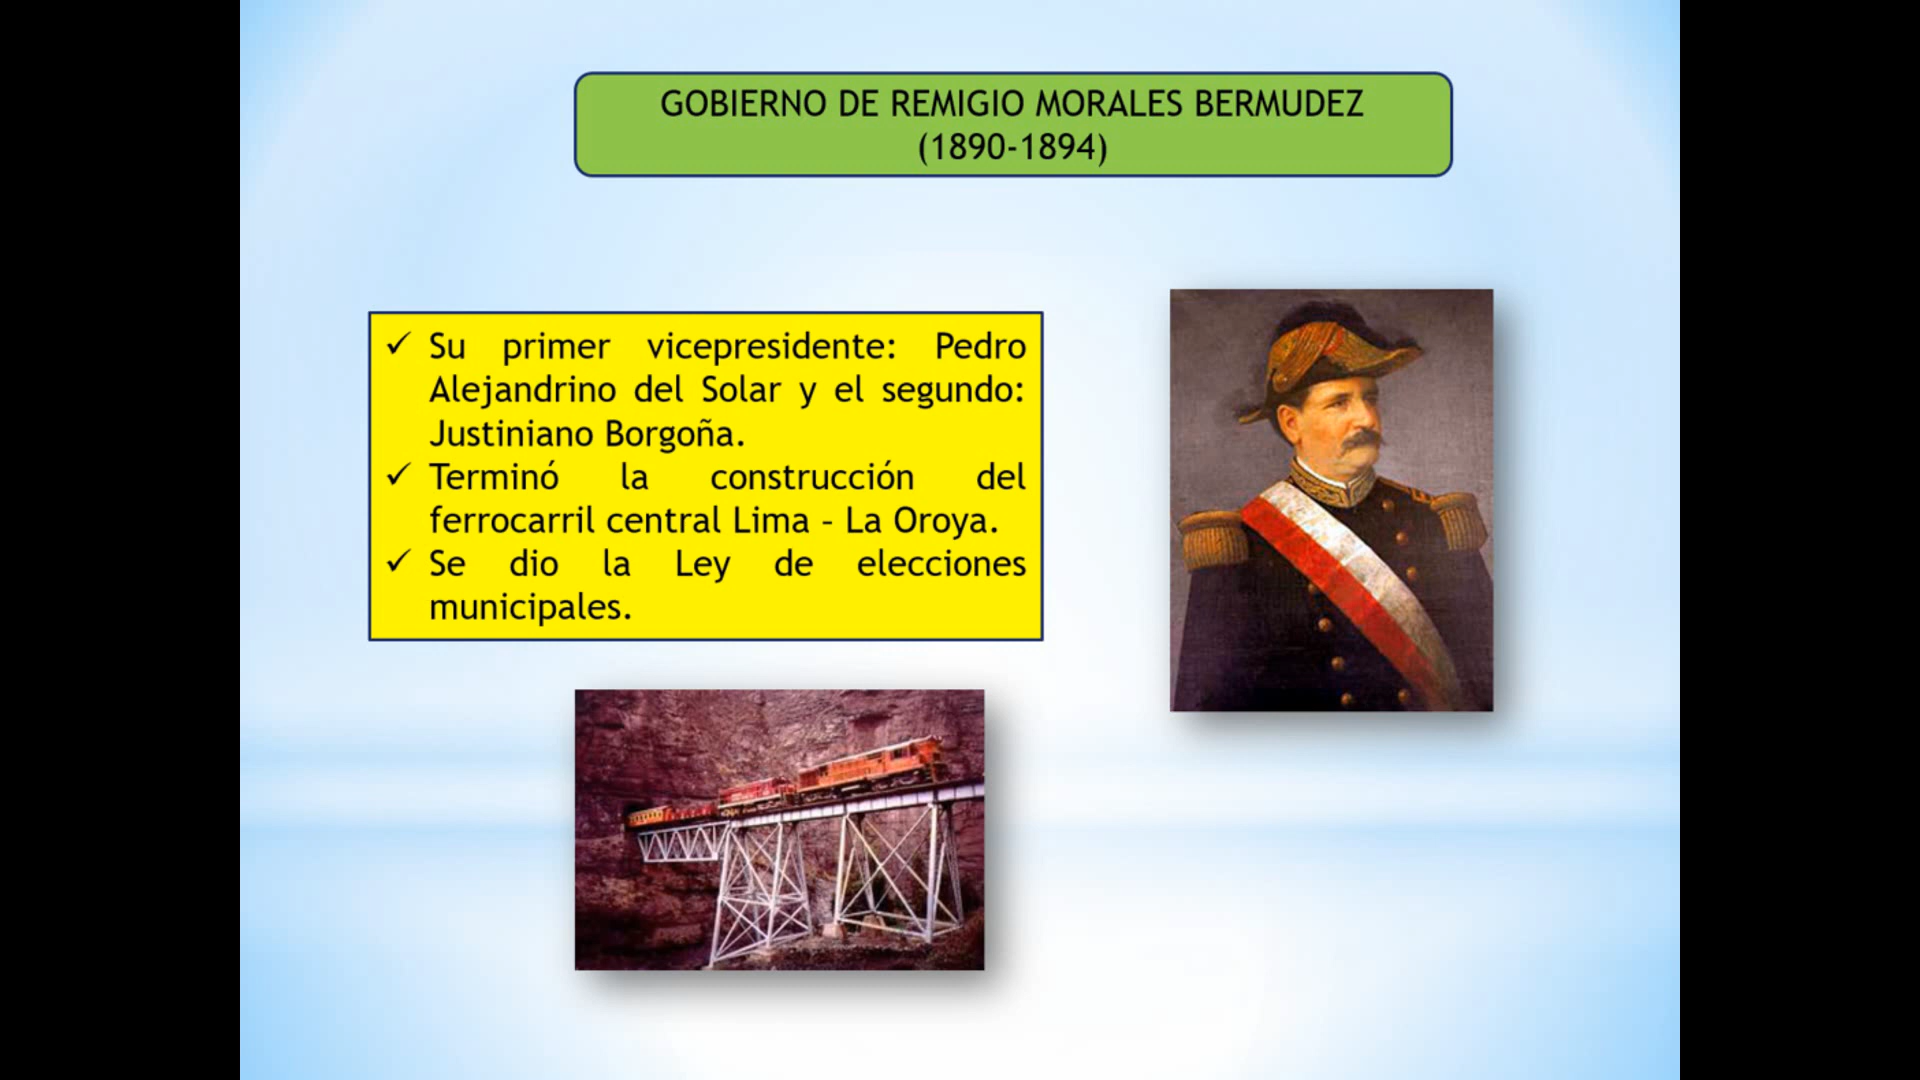 GOBIERNO DE REMIGIO MORALES BERMUDEZ
(1890-1894)
✓ Su primer vicepresidente: Pedro
Alejandrino del Solar y el segundo:
Justiniano Borgoña.
✓ Terminó la construcción del
ferrocarril central Lima – La Oroya.
✓ Se dio la Ley de elecciones
municipales.